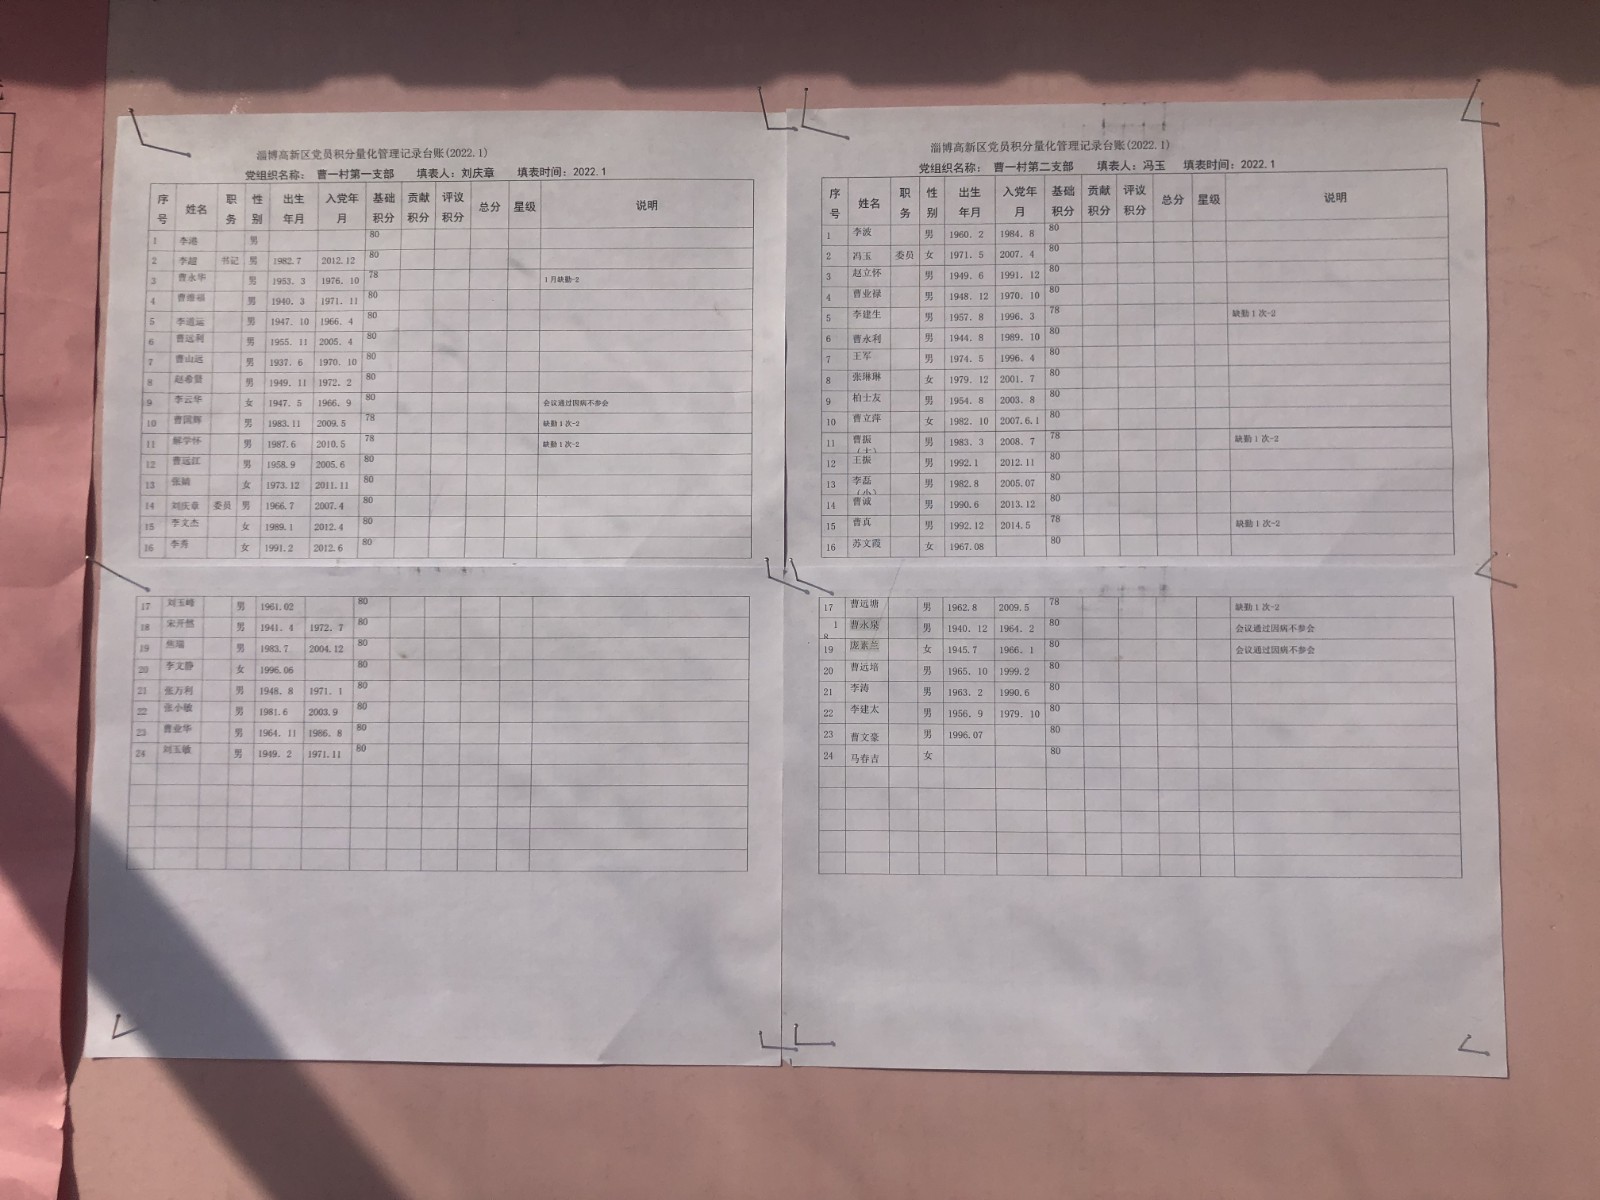 淄博高新区党员积分量化管理记录台账(2022.1)
党组织名称： 曹一村第一支部 填表人：刘庆章 填表时间：2022.1
序号 姓名 职务 性别 出生年月 入党年月 基础积分 贡献积分 评议积分 总分 星级 说明
1 李港 男 80
2 李超 书记 男 1982.7 2012.12 80
3 曹永华 男 1953.3 1976.10 78 1月缺勤-2
4 曹维福 男 1940.3 1971.11 80
5 李道运 男 1947.10 1966.4 80
6 曹远利 男 1955.11 2005.4 80
7 曹山远 男 1937.6 1970.10 80
8 赵希贤 男 1949.11 1972.2 80
9 李云华 女 1947.5 1966.9 80 会议通过因病不参会
10 曹国辉 男 1983.11 2009.5 78 缺勤1次-2
11 解学怀 男 1987.6 2010.5 78 缺勤1次-2
12 曹远江 男 1958.9 2005.6 80
13 张婧 女 1973.12 2011.11 80
14 刘庆章 委员 男 1966.7 2007.4 80
15 李文杰 女 1989.1 2012.4 80
16 李秀 女 1991.2 2012.6 80
17 刘玉峰 男 1961.02 80
18 宋开然 男 1941.4 1972.7 80
19 焦瑞 男 1983.7 2004.12 80
20 李文静 女 1996.06 80
21 张万利 男 1948.8 1971.1 80
22 张小敏 男 1981.6 2003.9 80
23 曹业华 男 1964.11 1986.8 80
24 刘玉敏 男 1949.2 1971.11 80
淄博高新区党员积分量化管理记录台账(2022.1)
党组织名称： 曹一村第二支部 填表人：冯玉 填表时间：2022.1
序号 姓名 职务 性别 出生年月 入党年月 基础积分 贡献积分 评议积分 总分 星级 说明
1 李波 男 1960.2 1984.8 80
2 冯玉 委员 女 1971.5 2007.4 80
3 赵立怀 男 1949.6 1991.12 80
4 曹业禄 男 1948.12 1970.10 80
5 李建生 男 1957.8 1996.3 78 缺勤1次-2
6 曹永利 男 1944.8 1989.10 80
7 王军 男 1974.5 1996.4 80
8 张琳琳 女 1979.12 2001.7 80
9 柏士友 男 1954.8 2003.8 80
10 曹立萍 女 1982.10 2007.6.1 80
11 曹振（大） 男 1983.3 2008.7 78 缺勤1次-2
12 王振 男 1992.1 2012.11 80
13 李磊（小） 男 1982.8 2005.07 80
14 曹诚 男 1990.6 2013.12 80
15 曹真 男 1992.12 2014.5 78 缺勤1次-2
16 苏文霞 女 1967.08 80
17 曹远塘 男 1962.8 2009.5 78 缺勤1次-2
18 曹永泉 男 1940.12 1964.2 80 会议通过因病不参会
19 庞素兰 女 1945.7 1966.1 80 会议通过因病不参会
20 曹远培 男 1965.10 1999.2 80
21 李涛 男 1963.2 1990.6 80
22 李建太 男 1956.9 1979.10 80
23 曹文豪 男 1996.07 80
24 马春吉 女 80